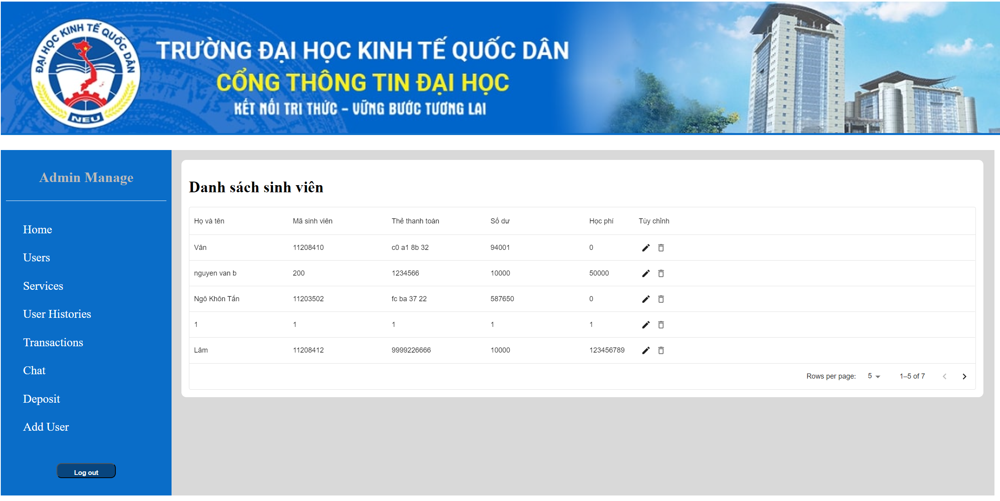 ĐẠI HỌC KINH TẾ QUỐC DÂN
NEU
TRƯỜNG ĐẠI HỌC KINH TẾ QUỐC DÂN
CỔNG THÔNG TIN ĐẠI HỌC
KẾT NỐI TRI THỨC – VỮNG BƯỚC TƯƠNG LAI
Admin Manage
Home
Users
Services
User Histories
Transactions
Chat
Deposit
Add User
Log out
Danh sách sinh viên
Họ và tên Mã sinh viên Thẻ thanh toán Số dư Học phí Tùy chỉnh
Vân 11208410 c0 a1 8b 32 94001 0
nguyen van b 200 1234566 10000 50000
Ngô Khôn Tấn 11203502 fc ba 37 22 587650 0
1 1 1 1 1
Lâm 11208412 9999226666 10000 123456789
Rows per page: 5 1–5 of 7